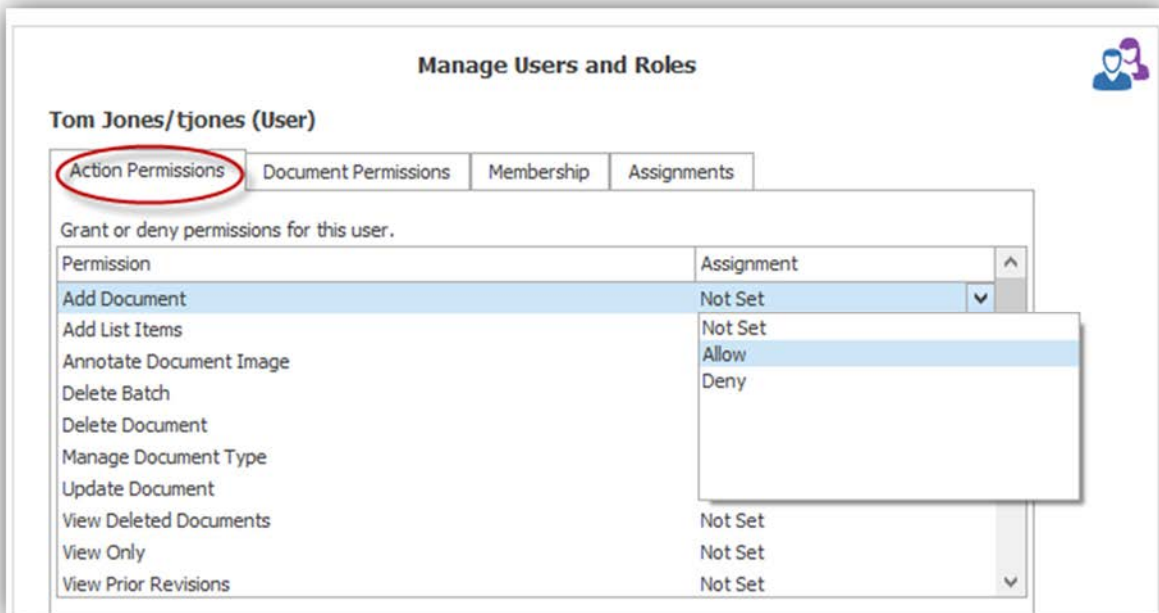 Manage Users and Roles
Tom Jones/tjones (User)
Action Permissions Document Permissions Membership Assignments
Grant or deny permissions for this user.
Permission Assignment
Add Document Not Set
Add List Items Not Set
Annotate Document Image Allow
Delete Batch Deny
Delete Document
Manage Document Type
Update Document
View Deleted Documents Not Set
View Only Not Set
View Prior Revisions Not Set